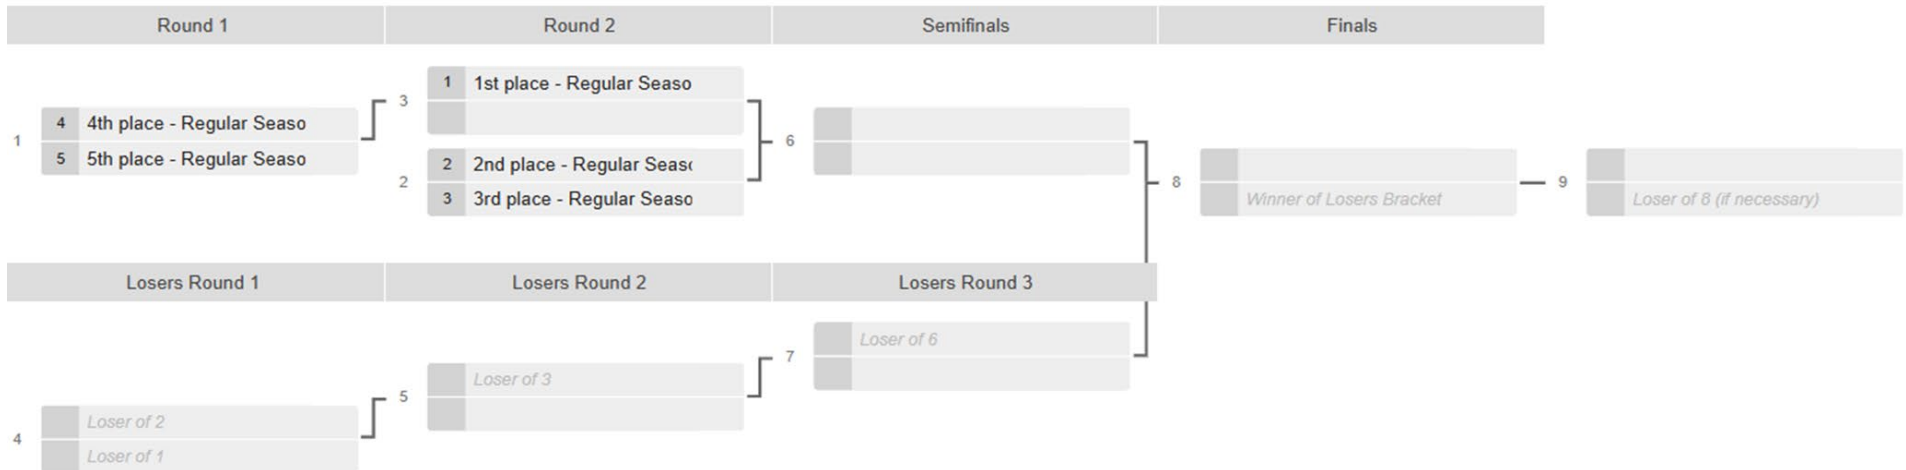 Round 1
Round 2
Semifinals
Finals
1
4 4th place - Regular Seaso
5 5th place - Regular Seaso
3
1 1st place - Regular Seaso
2
2 2nd place - Regular Seaso
3 3rd place - Regular Seaso
6
8
Winner of Losers Bracket
9
Loser of 8 (if necessary)
Losers Round 1
Losers Round 2
Losers Round 3
4
Loser of 2
Loser of 1
5
Loser of 3
7
Loser of 6